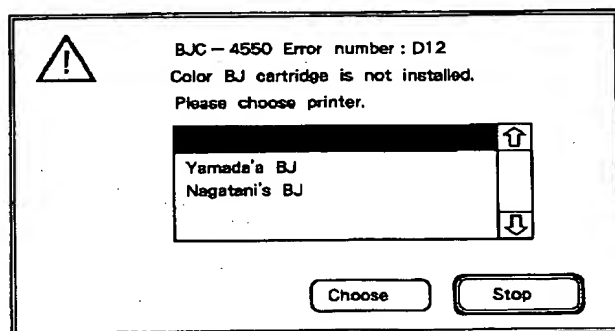 BJC-4550 Error number : D12
Color BJ cartridge is not installed.
Please choose printer.
Yamada'a BJ
Nagatani's BJ
Choose
Stop